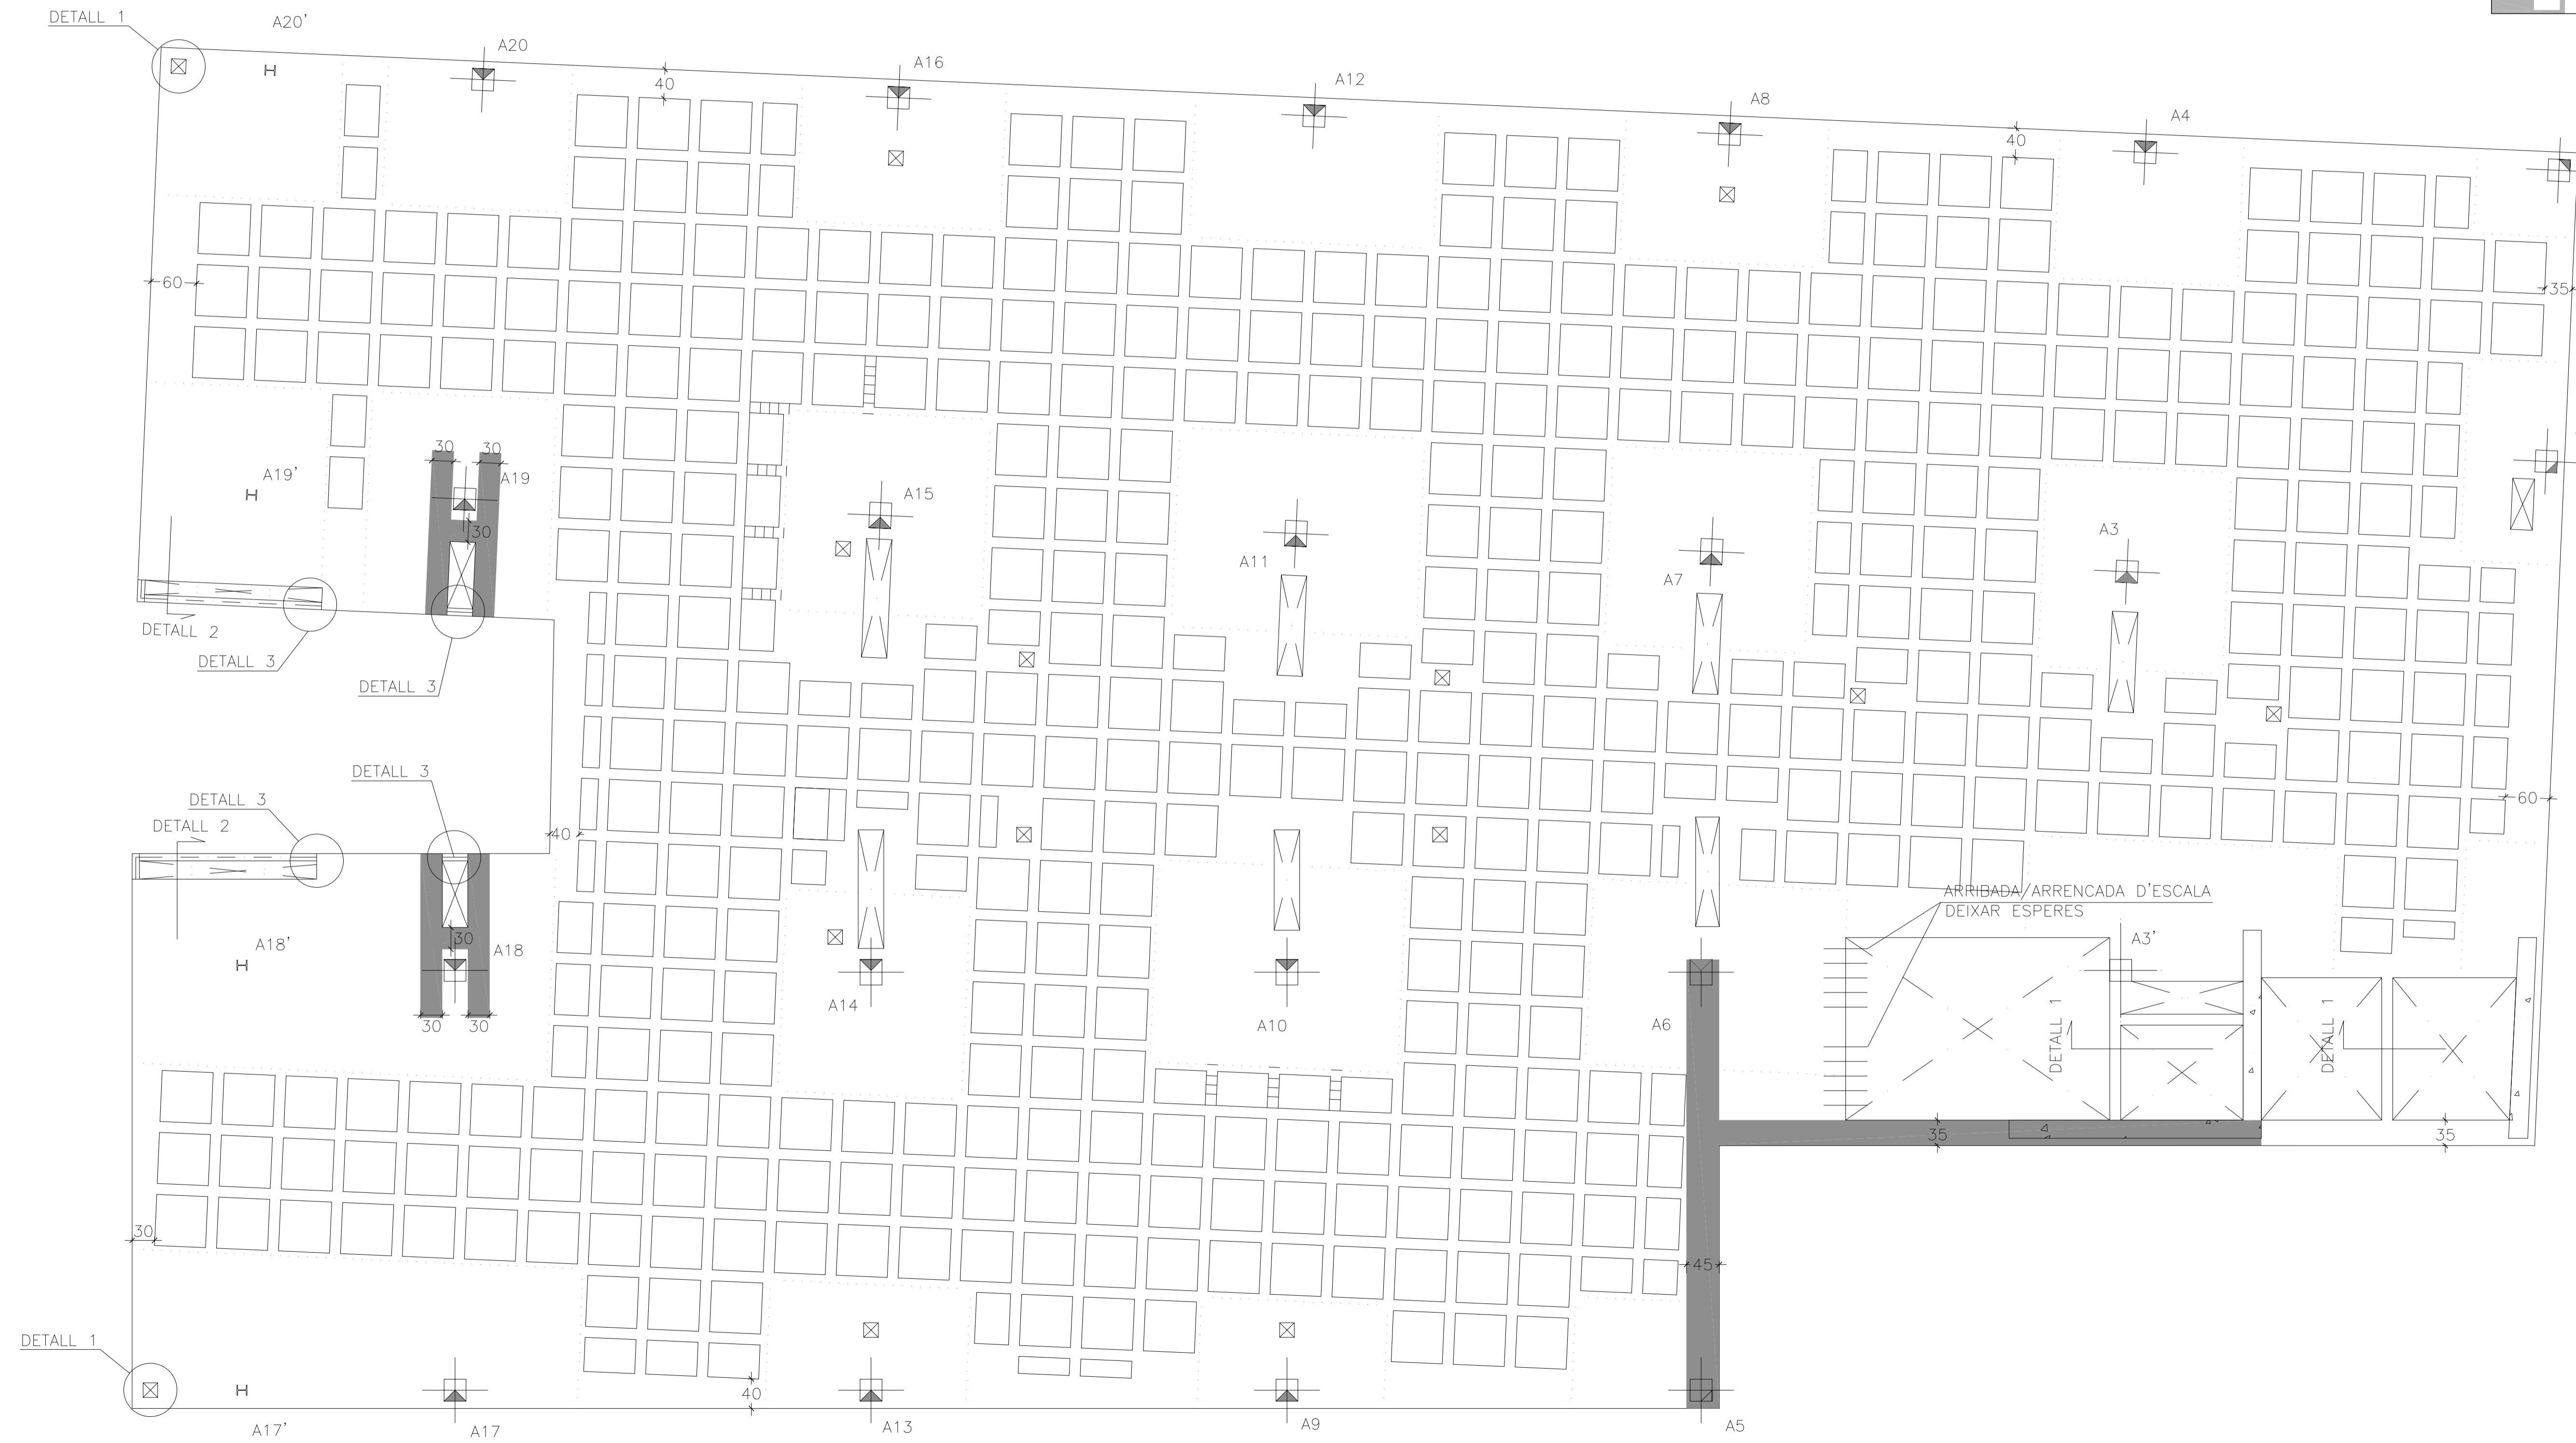 DETALL 1
A20'
A20
A16
A12
A8
A4
40
40
60
35
30
30
A19'
A19
30
A15
A11
A7
A3
DETALL 2
DETALL 3
DETALL 3
DETALL 3
DETALL 3
DETALL 2
40
60
ARRIBADA/ARRENCADA D'ESCALA
DEIXAR ESPERES
A18'
A18
30
30
30
A14
A10
A6
A3'
DETALL 1
DETALL 1
35
35
30
45
DETALL 1
40
A17'
A17
A13
A9
A5